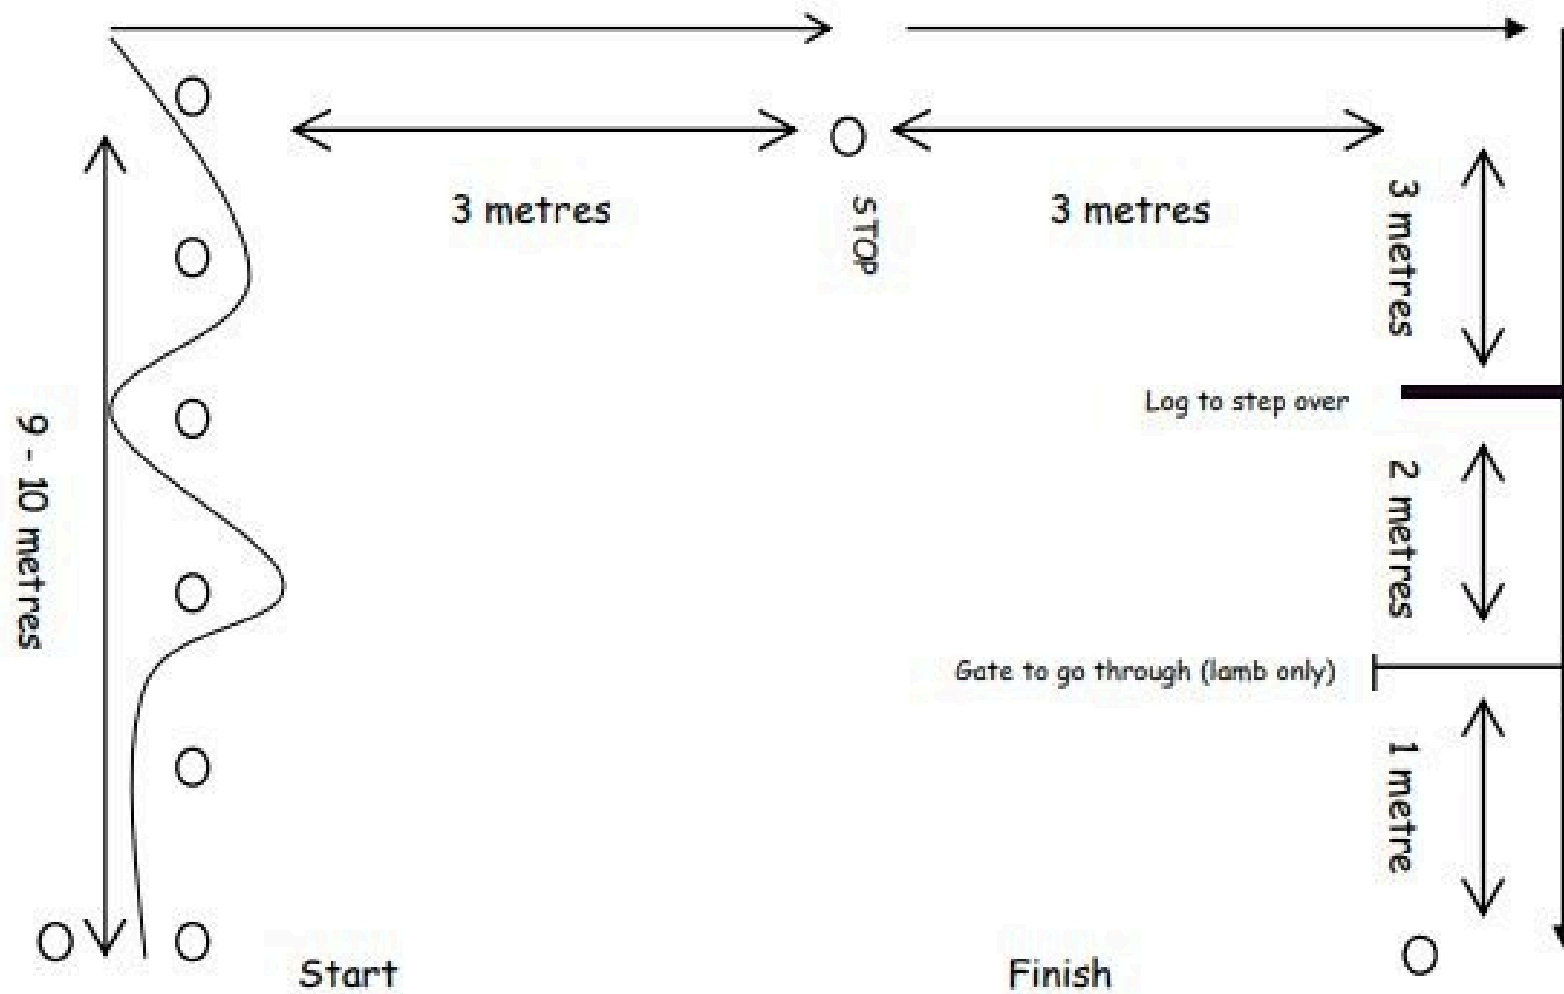 3 metres
STOP
3 metres
3 metres
Log to step over
9 - 10 metres
2 metres
Gate to go through (lamb only)
1 metre
Start
Finish